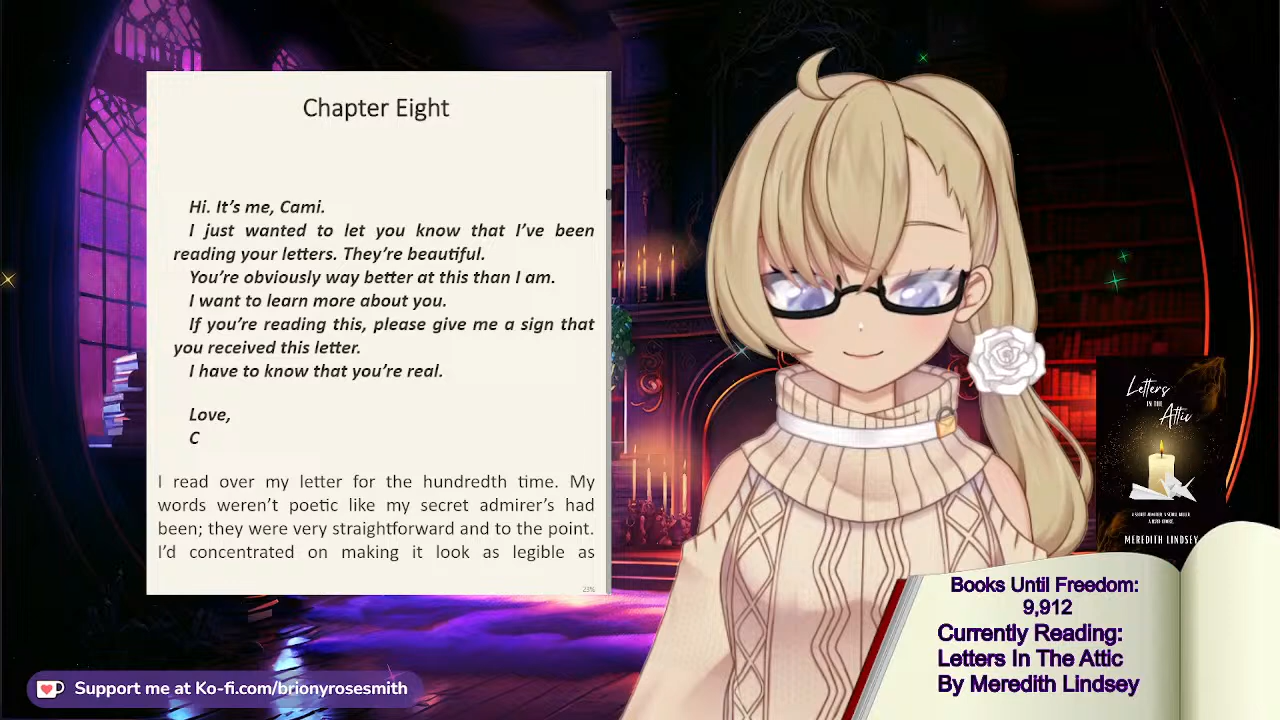 Chapter Eight
Hi. It's me, Cami.
I just wanted to let you know that I've been
reading your letters. They're beautiful.
You're obviously way better at this than I am.
I want to learn more about you.
If you're reading this, please give me a sign that
you received this letter.
I have to know that you're real.
Love,
C
I read over my letter for the hundredth time. My
words weren't poetic like my secret admirer's had
been; they were very straightforward and to the point.
I'd concentrated on making it look as legible as
23%
Letters
IN THE
Attic
A SECRET ADMIRER. A SERIAL KILLER.
MEREDITH LINDSEY
Books Until Freedom:
9,912
Currently Reading:
Letters In The Attic
By Meredith Lindsey
Support me at Ko-fi.com/brionyrosesmith